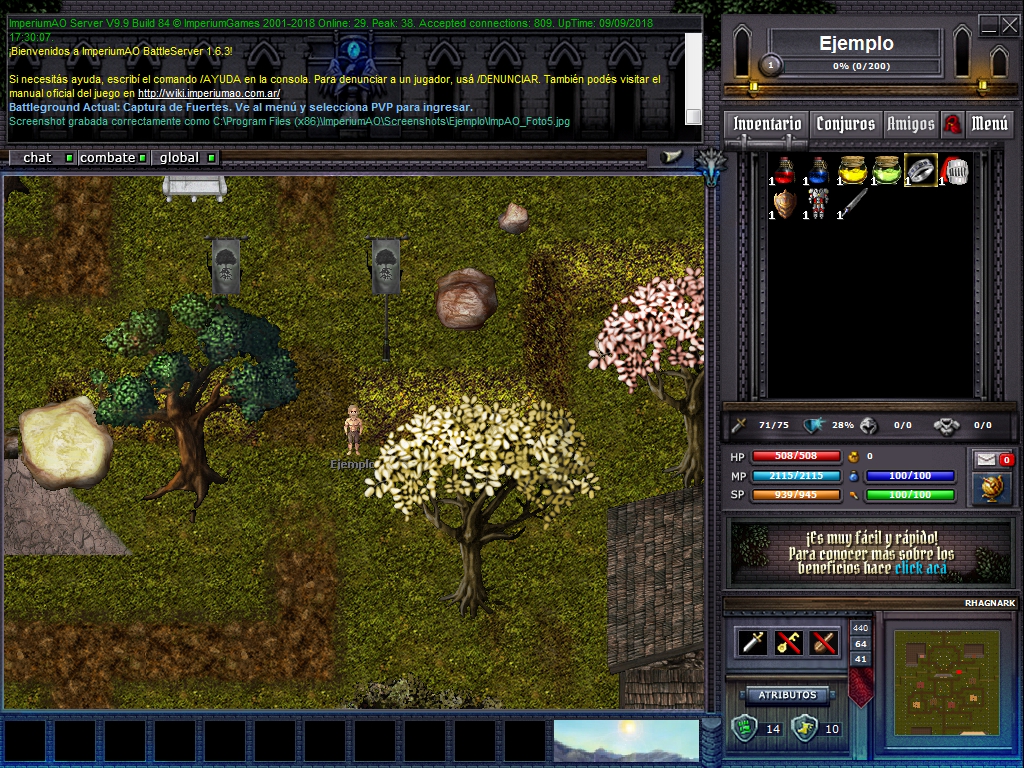 ImperiumAO Server V9.9 Build 84 © ImperiumGames 2001-2018 Online: 29. Peak: 38. Accepted connections: 809. UpTime: 09/09/2018
17:30:07.
¡Bienvenidos a ImperiumAO BattleServer 1.6.3!
Si necesitás ayuda, escribí el comando /AYUDA en la consola. Para denunciar a un jugador, usá /DENUNCIAR. También podés visitar el
manual oficial del juego en http://wiki.imperiumao.com.ar/
Battleground Actual: Captura de Fuertes. Ve al menú y selecciona PVP para ingresar.
Screenshot grabada correctamente como C:\Program Files (x86)\ImperiumAO\Screenshots\Ejemplo\ImpAO_Foto5.jpg
chat combate global
Ejemplo
Ejemplo
1
0% (0/200)
Inventario Conjuros Amigos Menú
1 1 1 1 1 1
1 1 1
71/75 28% 0/0 0/0
HP 508/508 0
MP 2115/2115 100/100
SP 939/945 100/100
0
¡Es muy fácil y rápido!
Para conocer más sobre los
beneficios hace click acá
RHAGNARK
440
64
41
ATRIBUTOS
14 10